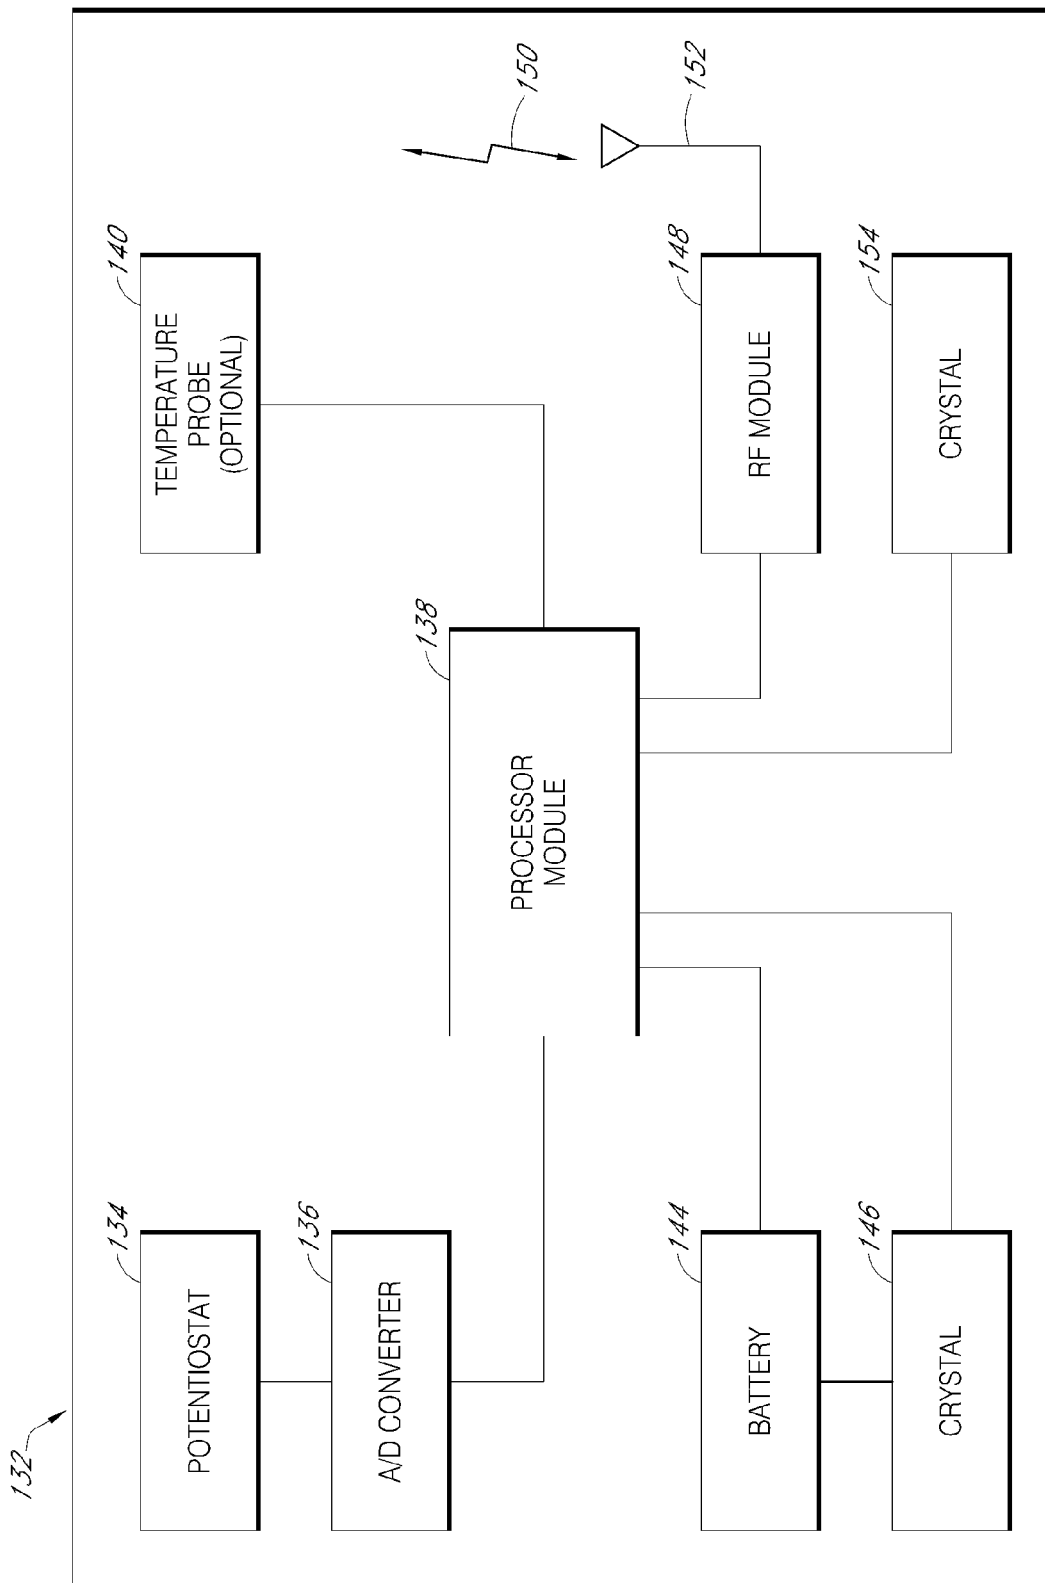 132
134
POTENTIOSTAT
136
A/D CONVERTER
138
PROCESSOR
MODULE
140
TEMPERATURE
PROBE
(OPTIONAL)
144
BATTERY
146
CRYSTAL
148
RF MODULE
150
152
154
CRYSTAL